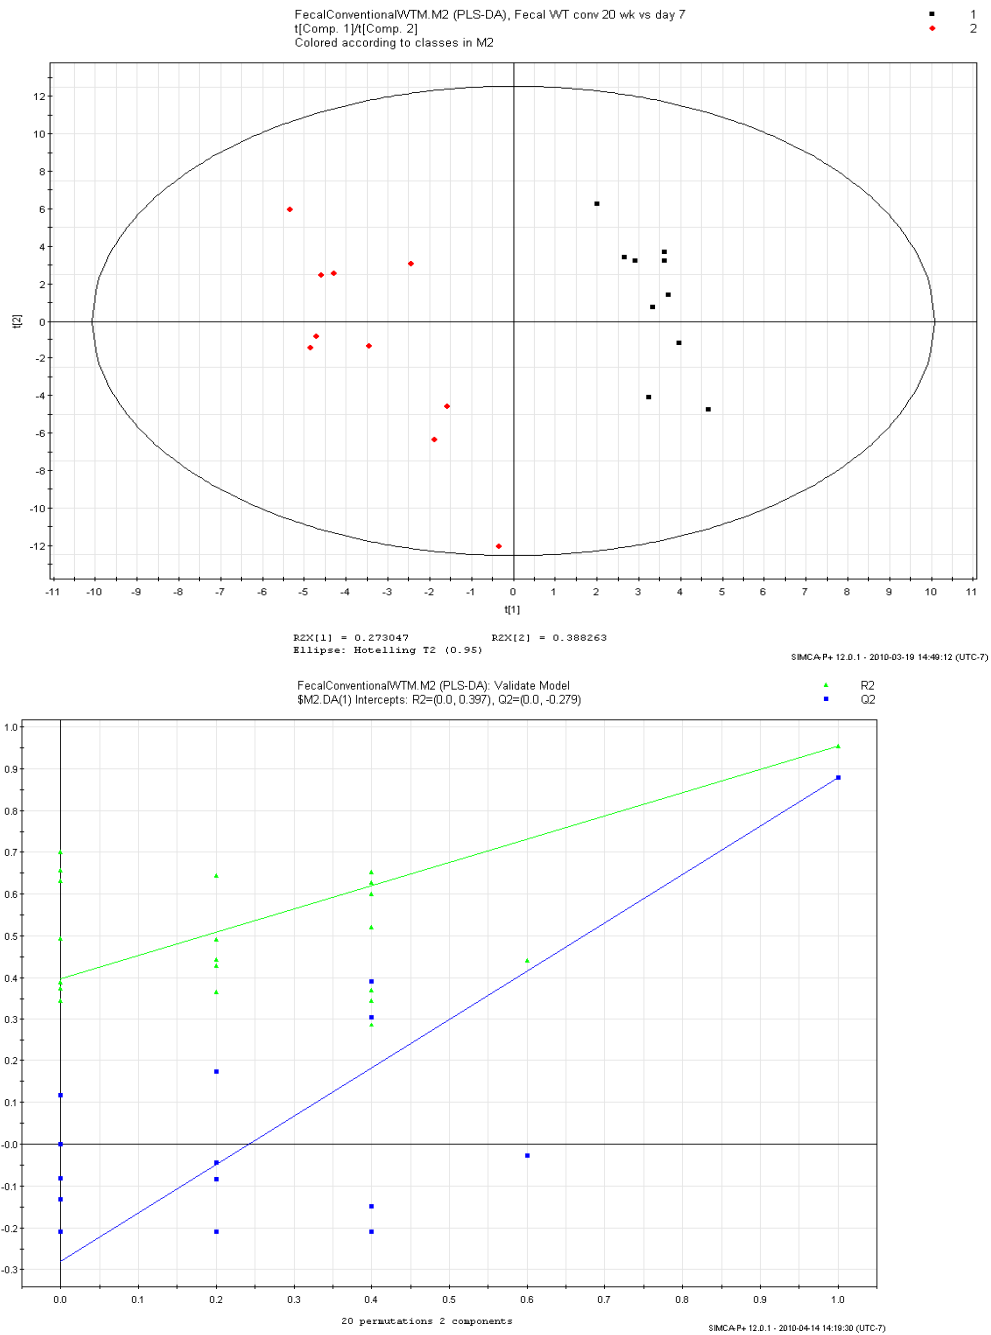 FecalConventionalWTM.M2 (PLS-DA), Fecal WT conv 20 wk vs day 7
t[Comp. 1]/t[Comp. 2]
Colored according to classes in M2
1
2
12
10
8
6
4
2
0
-2
-4
-6
-8
-10
-12
t[2]
-11 -10 -9 -8 -7 -6 -5 -4 -3 -2 -1 0 1 2 3 4 5 6 7 8 9 10 11
t[1]
R2X[1] = 0.273047 R2X[2] = 0.388263
Ellipse: Hotelling T2 (0.95)
SIMCA-P+ 12.0.1 - 2010-03-19 14:49:12 (UTC-7)
FecalConventionalWTM.M2 (PLS-DA): Validate Model
$M2.DA(1) Intercepts: R2=(0.0, 0.397), Q2=(0.0, -0.279)
R2
Q2
1.0
0.9
0.8
0.7
0.6
0.5
0.4
0.3
0.2
0.1
-0.0
-0.1
-0.2
-0.3
0.0 0.1 0.2 0.3 0.4 0.5 0.6 0.7 0.8 0.9 1.0
20 permutations 2 components
SIMCA-P+ 12.0.1 - 2010-04-14 14:19:30 (UTC-7)